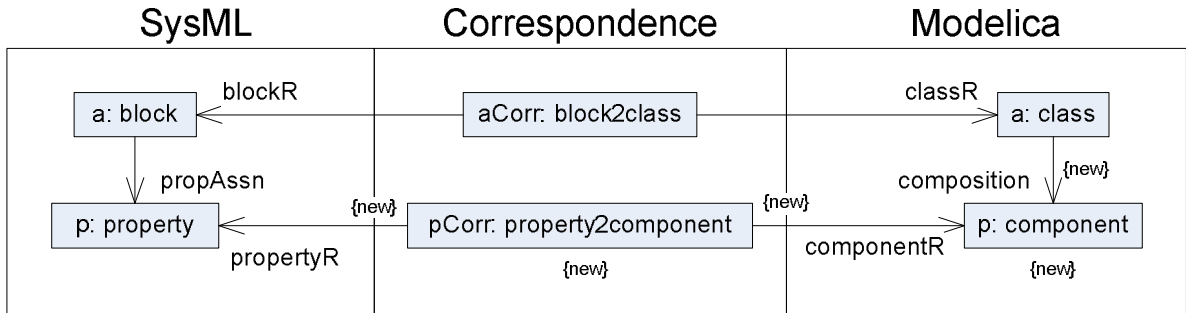 SysML Correspondence Modelica
blockR classR
a: block aCorr: block2class a: class
{new}
propAssn composition
{new} {new}
p: property pCorr: property2component p: component
propertyR componentR
{new} {new}